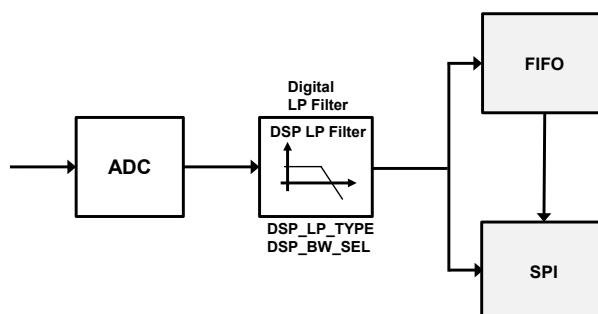 FIFO
Digital
LP Filter
DSP LP Filter
ADC
DSP_LP_TYPE
DSP_BW_SEL
SPI